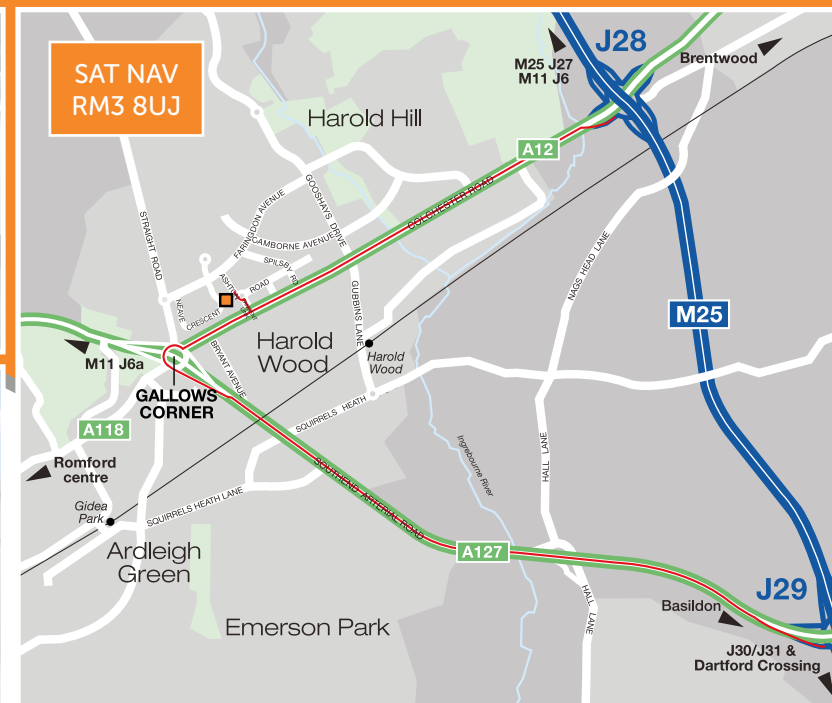 SAT NAV
RM3 8UJ
J28
M25 J27
M11 J6
Brentwood
Harold Hill
A12
COLCHESTER ROAD
GOOSHAYS DRIVE
FARINGDON AVENUE
CAMBORNE AVENUE
STRAIGHT ROAD
SPILSBY RD
ROAD
CRESCENT
NEAVE
NAGS HEAD LANE
GUBBINS LANE
M25
Harold
Wood
Harold
Wood
BRYANT AVENUE
M11 J6a
GALLOWS
CORNER
A118
SQUIRRELS HEATH
Romford
centre
Gidea
Park
SQUIRRELS HEATH LANE
SOUTHEND ARTERIAL ROAD
Ingrebourne River
HALL LANE
Ardleigh
Green
A127
J29
HALL LANE
Basildon
Emerson Park
J30/J31 &
Dartford Crossing